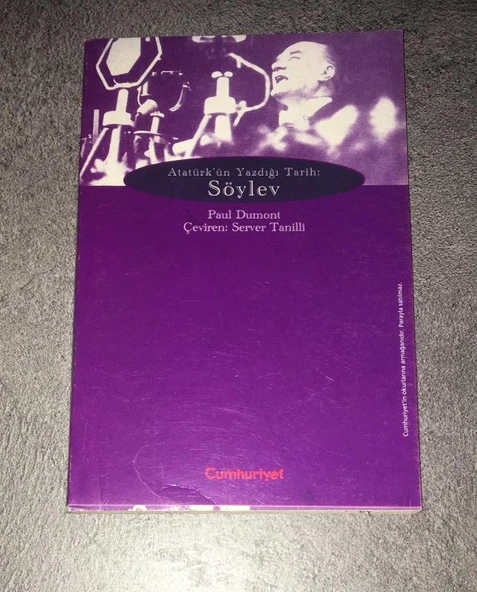 Atatürk'ün Yazdığı Tarih:
Söylev
Paul Dumont
Çeviren: Server Tanilli
Cumhuriyet'in okurlarına armağanıdır. Parayla satılmaz.
Cumhuriyet